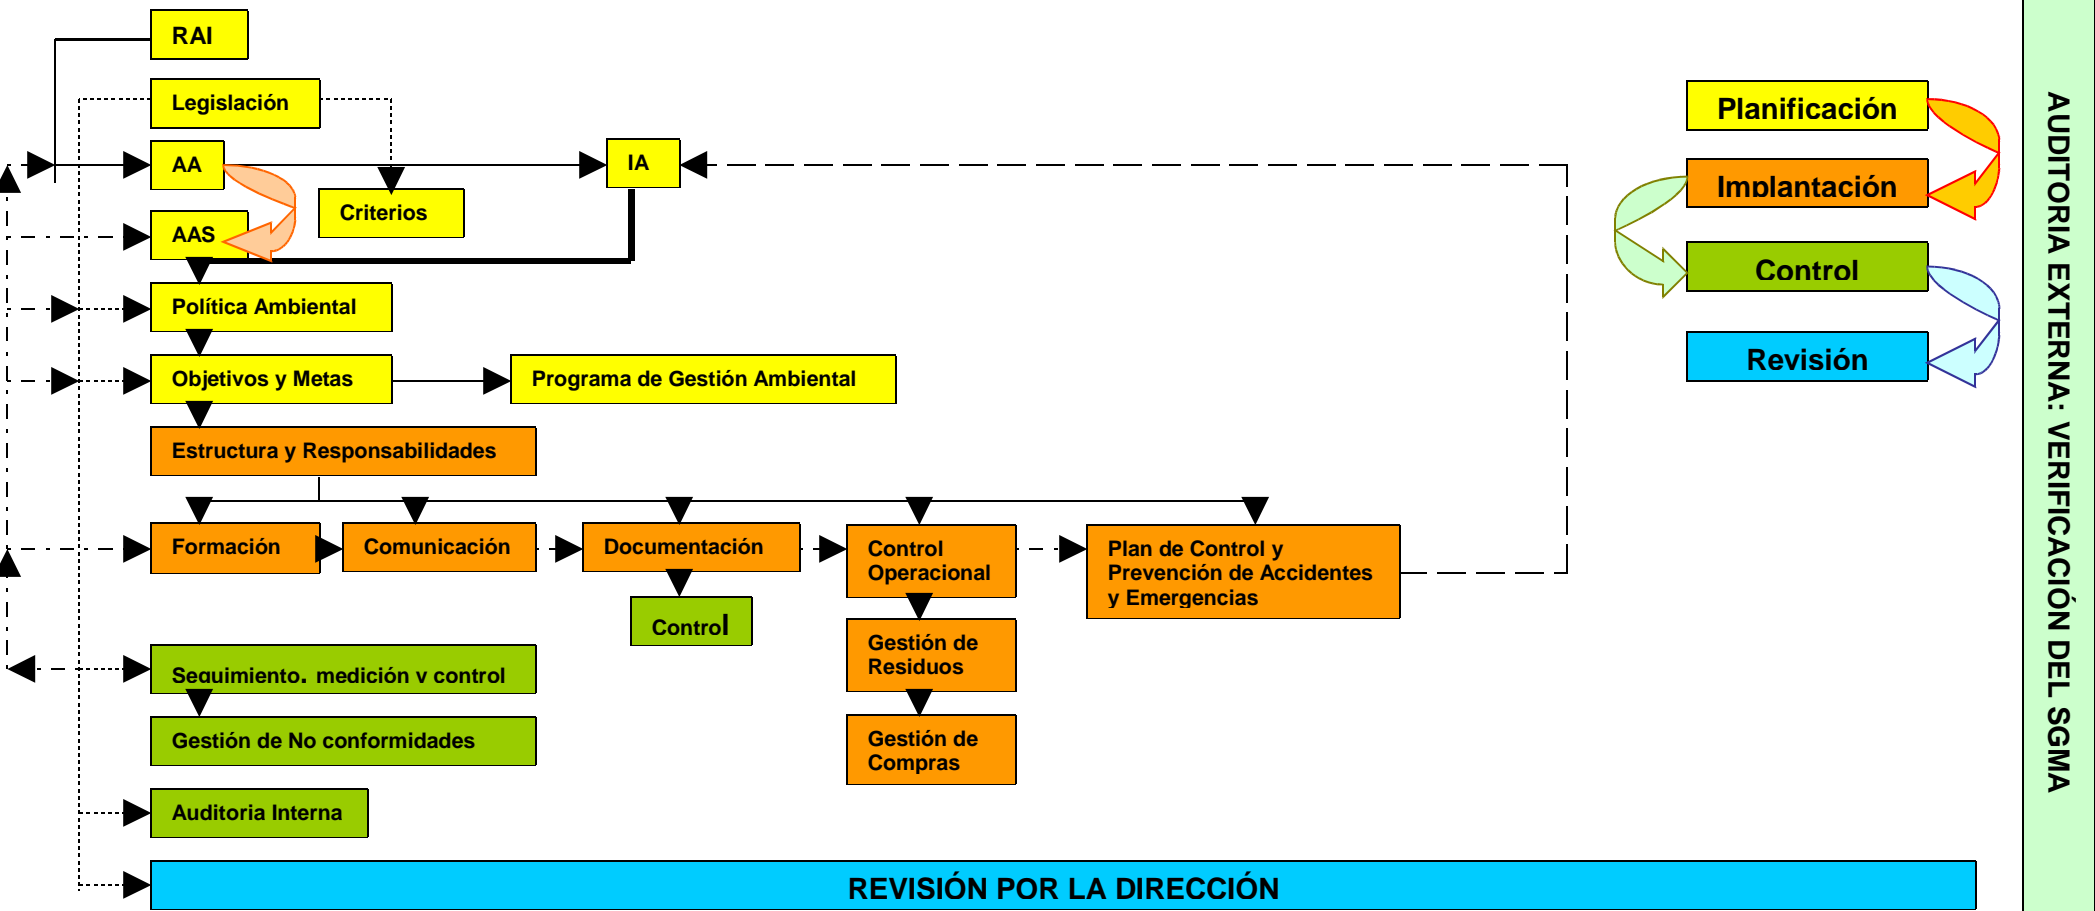 RAI
Legislación
AA
IA
Criterios
AAS
Política Ambiental
Objetivos y Metas
Programa de Gestión Ambiental
Estructura y Responsabilidades
Formación
Comunicación
Documentación
Control
Operacional
Plan de Control y
Prevención de Accidentes
y Emergencias
Control
Gestión de
Residuos
Seguimiento, medición y control
Gestión de No conformidades
Gestión de
Compras
Auditoria Interna
REVISIÓN POR LA DIRECCIÓN
Planificación
Implantación
Control
Revisión
AUDITORIA EXTERNA: VERIFICACIÓN DEL SGMA